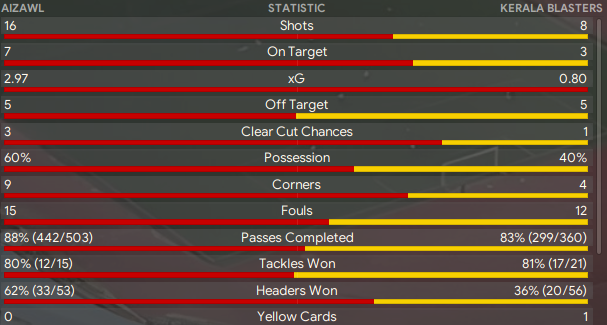 AIZAWL STATISTIC KERALA BLASTERS
16 Shots 8
7 On Target 3
2.97 xG 0.80
5 Off Target 5
3 Clear Cut Chances 1
60% Possession 40%
9 Corners 4
15 Fouls 12
88% (442/503) Passes Completed 83% (299/360)
80% (12/15) Tackles Won 81% (17/21)
62% (33/53) Headers Won 36% (20/56)
0 Yellow Cards 1